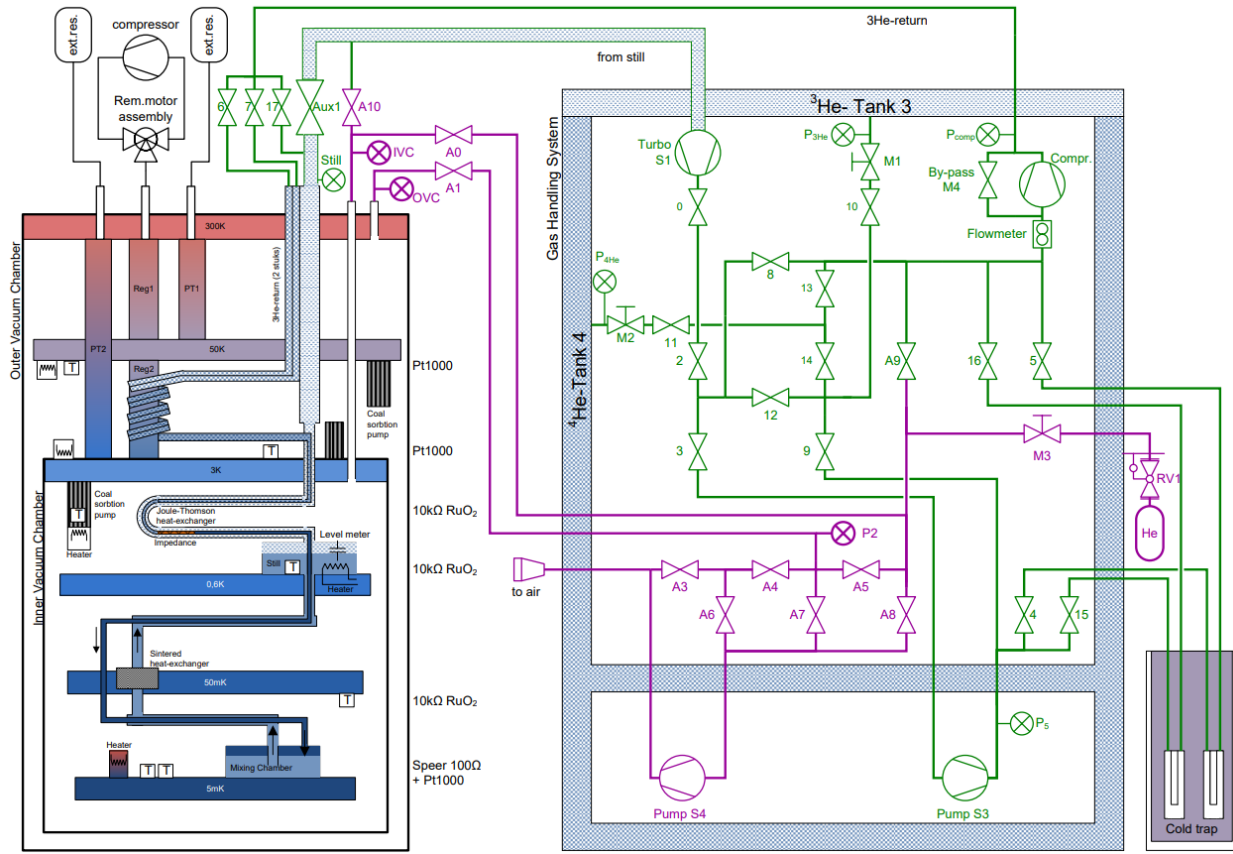 ext.res.
compressor
ext.res.
Rem.motor
assembly
3He-return
from still
6
7
17
Aux1
A10
A0
IVC
Still
A1
OVC
Gas Handling System
³He- Tank 3
⁴He-Tank 4
Turbo
S1
P3He
M1
Pcomp
Compr.
By-pass
M4
0
10
Flowmeter
P4He
8
13
M2
11
2
14
A9
16
5
12
3
9
M3
RV1
He
P2
to air
A3
A4
A5
A6
A7
A8
4
15
P5
Pump S4
Pump S3
Cold trap
Outer Vacuum Chamber
Inner Vacuum Chamber
300K
3He-return (2 stuks)
Reg1
PT1
PT2
50K
T
Reg2
Pt1000
Coal
sorbtion
pump
T
Pt1000
3K
Coal
sorbtion
pump
T
Heater
Joule-Thomson
heat-exchanger
Impedance
10kΩ RuO₂
Level meter
Still
T
Heater
0,6K
10kΩ RuO₂
Sintered
heat-exchanger
50mK
T
10kΩ RuO₂
Heater
T
T
Mixing Chamber
5mK
Speer 100Ω
+ Pt1000